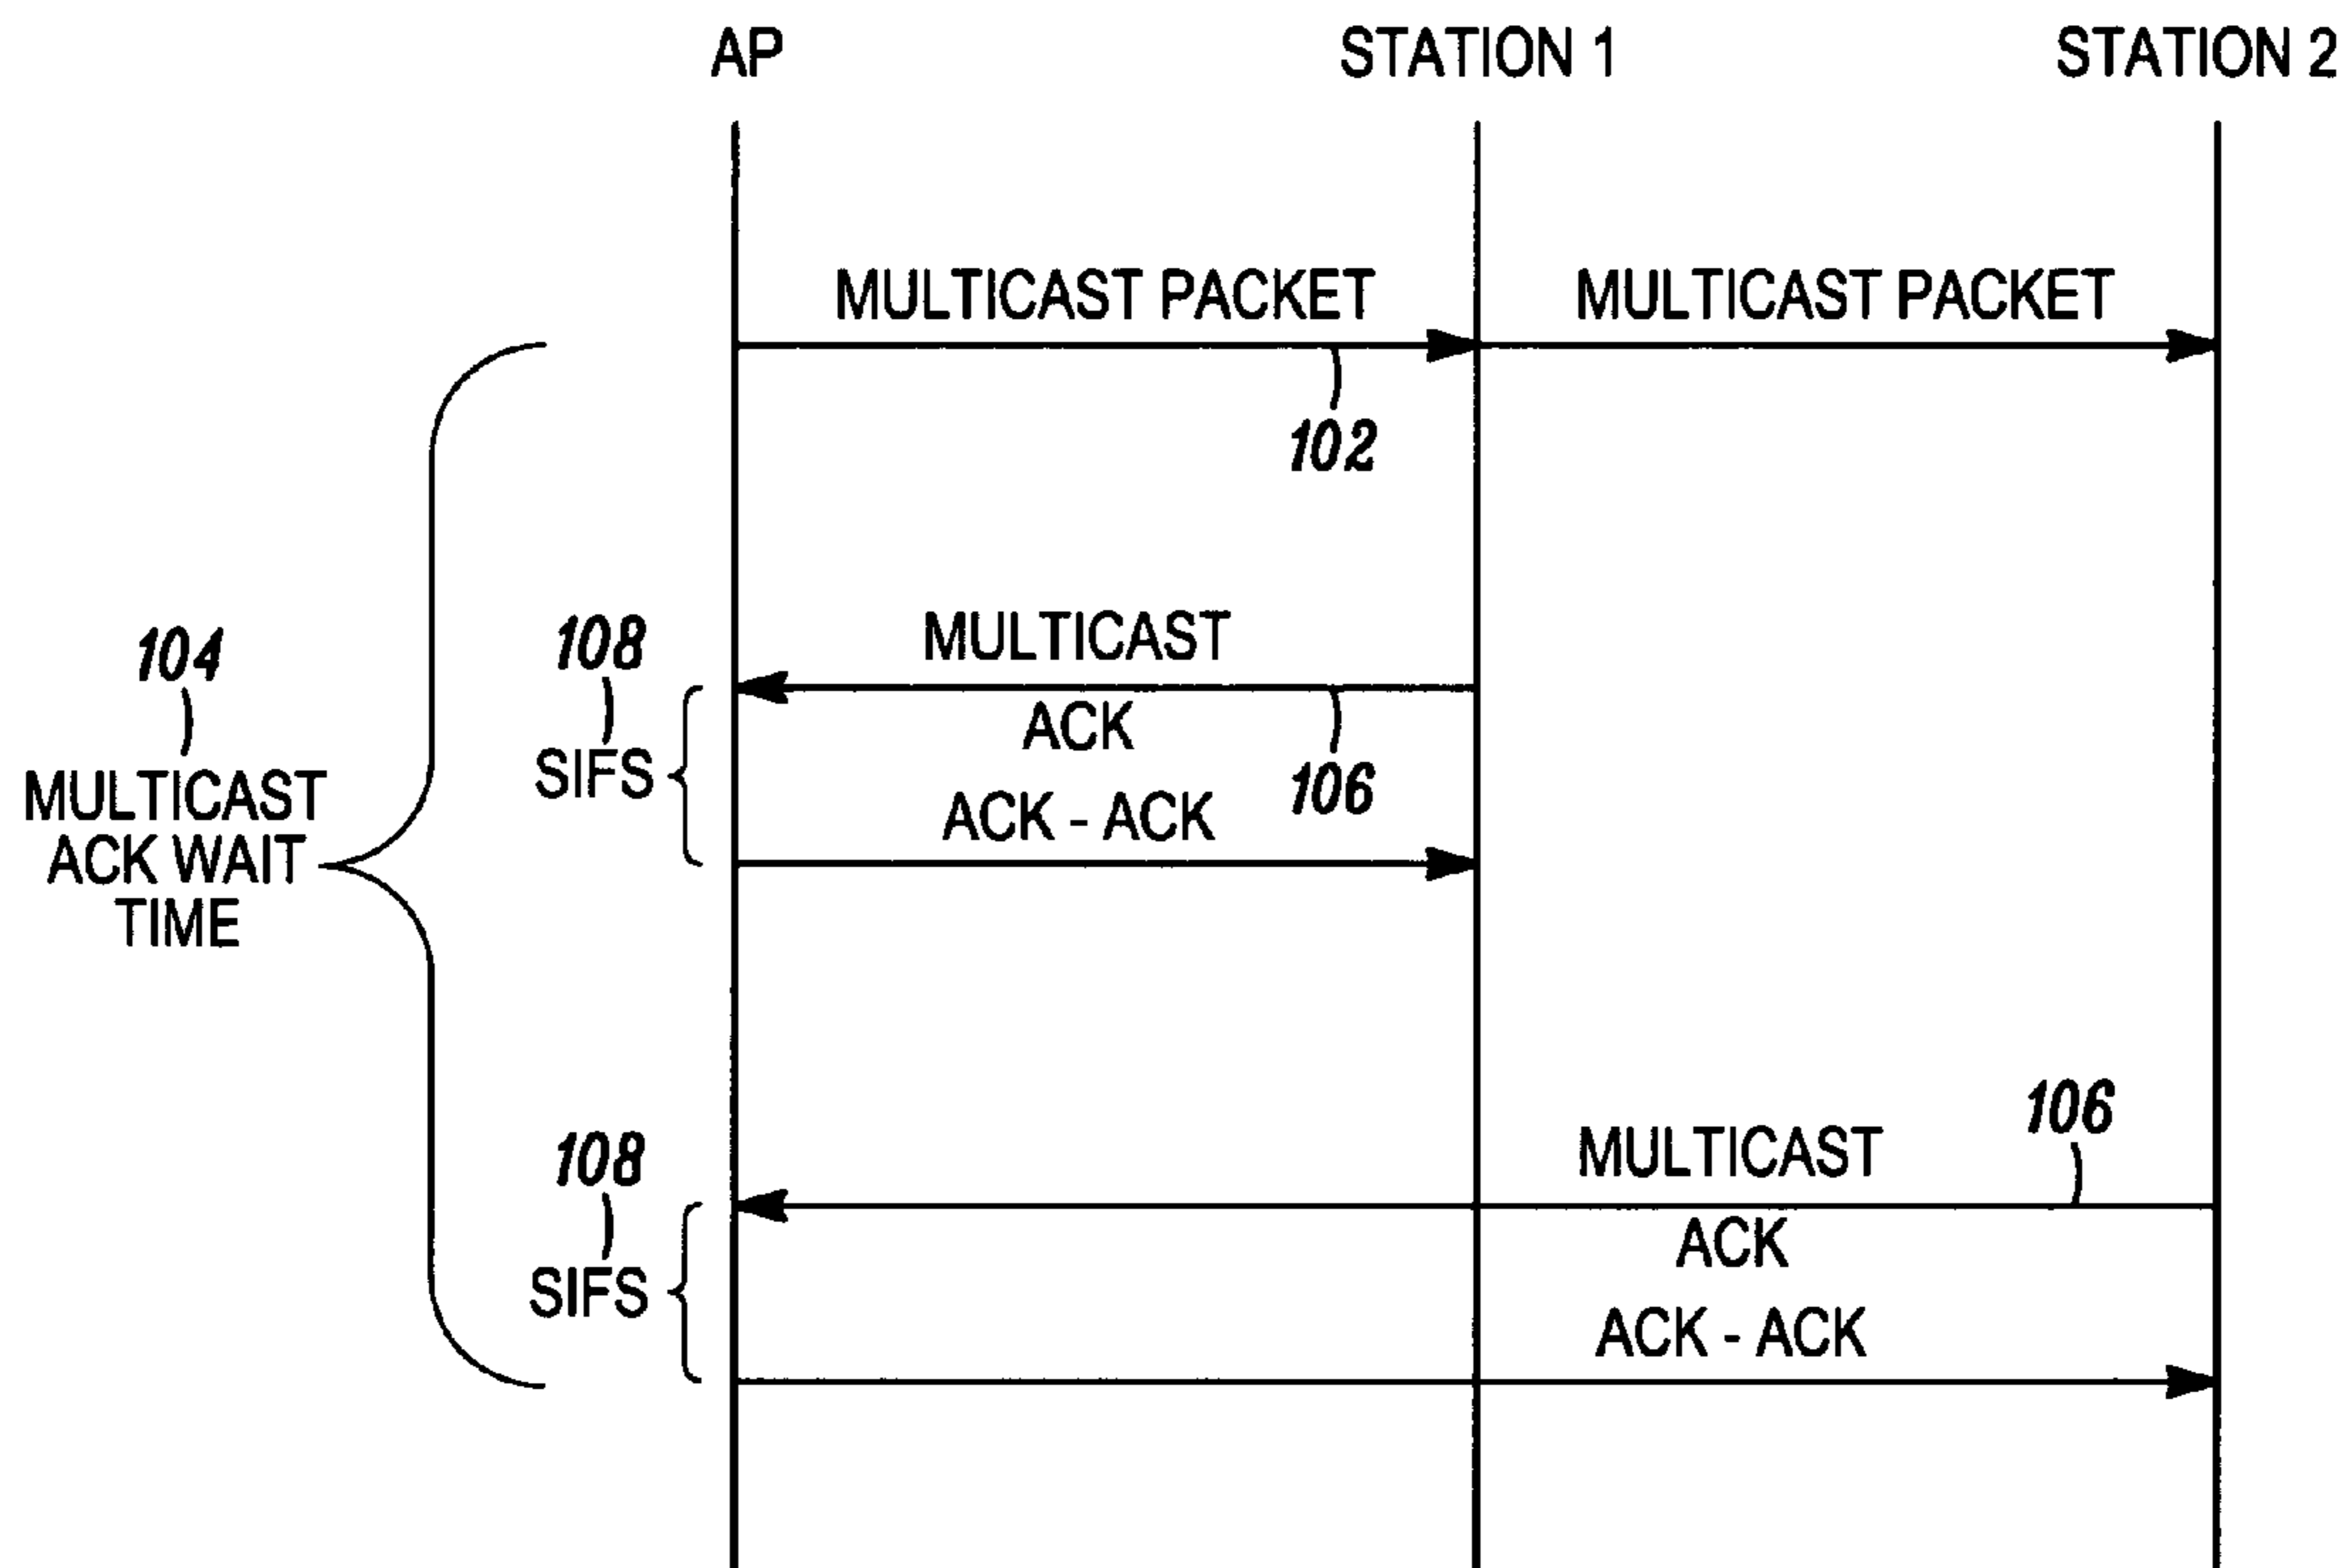 AP
STATION 1
STATION 2
MULTICAST PACKET
MULTICAST PACKET
102
104
MULTICAST
ACK WAIT
TIME
108
SIFS
MULTICAST
ACK
106
ACK - ACK
108
SIFS
MULTICAST
106
ACK
ACK - ACK